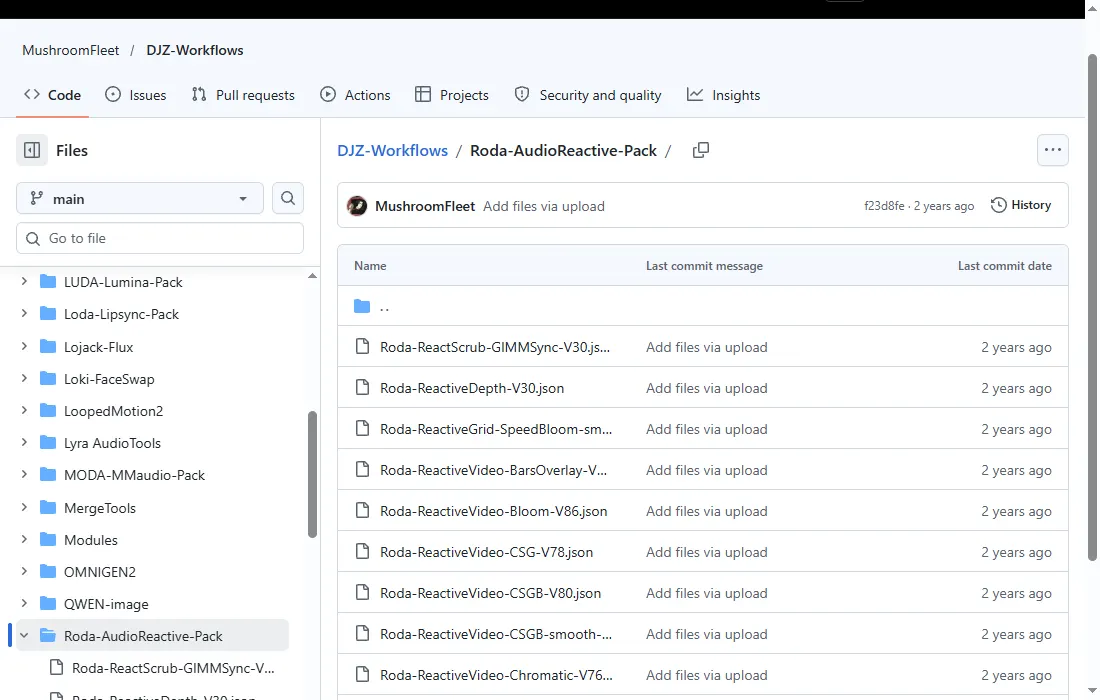 MushroomFleet / DJZ-Workflows
Code Issues Pull requests Actions Projects Security and quality Insights
Files
main
Go to file
LUDA-Lumina-Pack
Loda-Lipsync-Pack
Lojack-Flux
Loki-FaceSwap
LoopedMotion2
Lyra AudioTools
MODA-MMaudio-Pack
MergeTools
Modules
OMNIGEN2
QWEN-image
Roda-AudioReactive-Pack
Roda-ReactScrub-GIMMSync-V...
Roda-ReactiveDepth-V30.json
DJZ-Workflows / Roda-AudioReactive-Pack /
MushroomFleet Add files via upload f23d8fe · 2 years ago History
Name Last commit message Last commit date
..
Roda-ReactScrub-GIMMSync-V30.js... Add files via upload 2 years ago
Roda-ReactiveDepth-V30.json Add files via upload 2 years ago
Roda-ReactiveGrid-SpeedBloom-sm... Add files via upload 2 years ago
Roda-ReactiveVideo-BarsOverlay-V... Add files via upload 2 years ago
Roda-ReactiveVideo-Bloom-V86.json Add files via upload 2 years ago
Roda-ReactiveVideo-CSG-V78.json Add files via upload 2 years ago
Roda-ReactiveVideo-CSGB-V80.json Add files via upload 2 years ago
Roda-ReactiveVideo-CSGB-smooth-... Add files via upload 2 years ago
Roda-ReactiveVideo-Chromatic-V76... Add files via upload 2 years ago